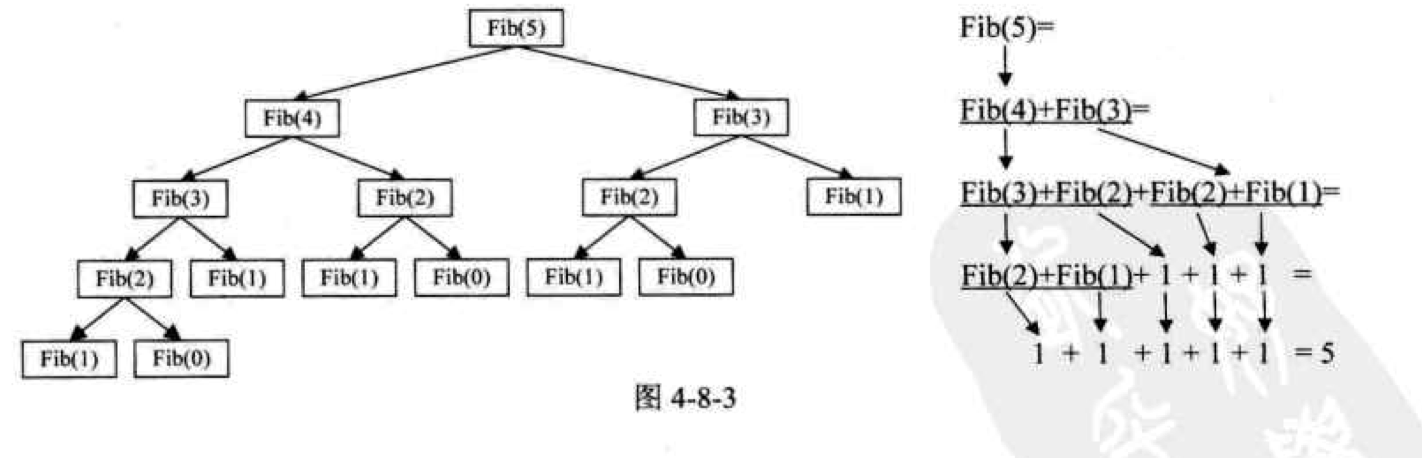 Fib(5)
Fib(4) Fib(3)
Fib(3) Fib(2) Fib(2) Fib(1)
Fib(2) Fib(1) Fib(1) Fib(0) Fib(1) Fib(0)
Fib(1) Fib(0)
Fib(5)=
Fib(4)+Fib(3)=
Fib(3)+Fib(2)+Fib(2)+Fib(1)=
Fib(2)+Fib(1)+ 1 + 1 + 1 =
1 + 1 + 1 + 1 + 1 = 5
图 4-8-3